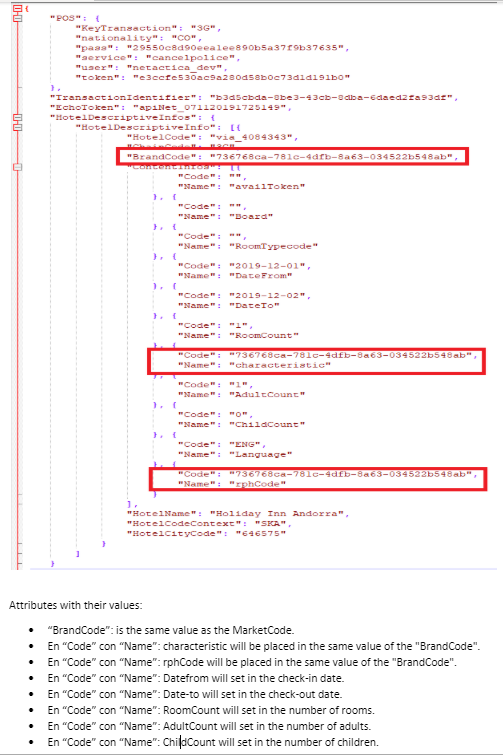 {
"POS": {
"KeyTransaction": "3G",
"nationality": "CO",
"pass": "29550c8d90eea1ee890b5a37f9b37635",
"service": "cancelpolicy",
"user": "netactica_dev",
"token": "e3ccfe530ac9a280d58b0c73d1d191b0"
},
"TransactionIdentifier": "b3d5cbda-8be3-43cb-8dba-6daed2fa93df",
"EchoToken": "apiNet_071120191725149",
"HotelDescriptiveInfos": {
"HotelDescriptiveInfo": [{
"HotelCode": "via_4084343",
"ChainCode": "3G",
"BrandCode": "736768ca-781c-4dfb-8a63-034522b548ab",
"ContentInfos": [{
"Code": "",
"Name": "availToken"
}, {
"Code": "",
"Name": "Board"
}, {
"Code": "",
"Name": "RoomTypecode"
}, {
"Code": "2019-12-01",
"Name": "DateFrom"
}, {
"Code": "2019-12-02",
"Name": "DateTo"
}, {
"Code": "1",
"Name": "RoomCount"
}, {
"Code": "736768ca-781c-4dfb-8a63-034522b548ab",
"Name": "characteristic"
}, {
"Code": "1",
"Name": "AdultCount"
}, {
"Code": "0",
"Name": "ChildCount"
}, {
"Code": "ENG",
"Name": "Language"
}, {
"Code": "736768ca-781c-4dfb-8a63-034522b548ab",
"Name": "rphCode"
}
],
"HotelName": "Holiday Inn Andorra",
"HotelCodeContext": "SKA",
"HotelCityCode": "646575"
}
]
}
Attributes with their values:
• “BrandCode”: is the same value as the MarketCode.
• En “Code” con “Name”: characteristic will be placed in the same value of the "BrandCode".
• En “Code” con “Name”: rphCode will be placed in the same value of the "BrandCode".
• En “Code” con “Name”: Datefrom will set in the check-in date.
• En “Code” con “Name”: Date-to will set in the check-out date.
• En “Code” con “Name”: RoomCount will set in the number of rooms.
• En “Code” con “Name”: AdultCount will set in the number of adults.
• En “Code” con “Name”: ChildCount will set in the number of children.